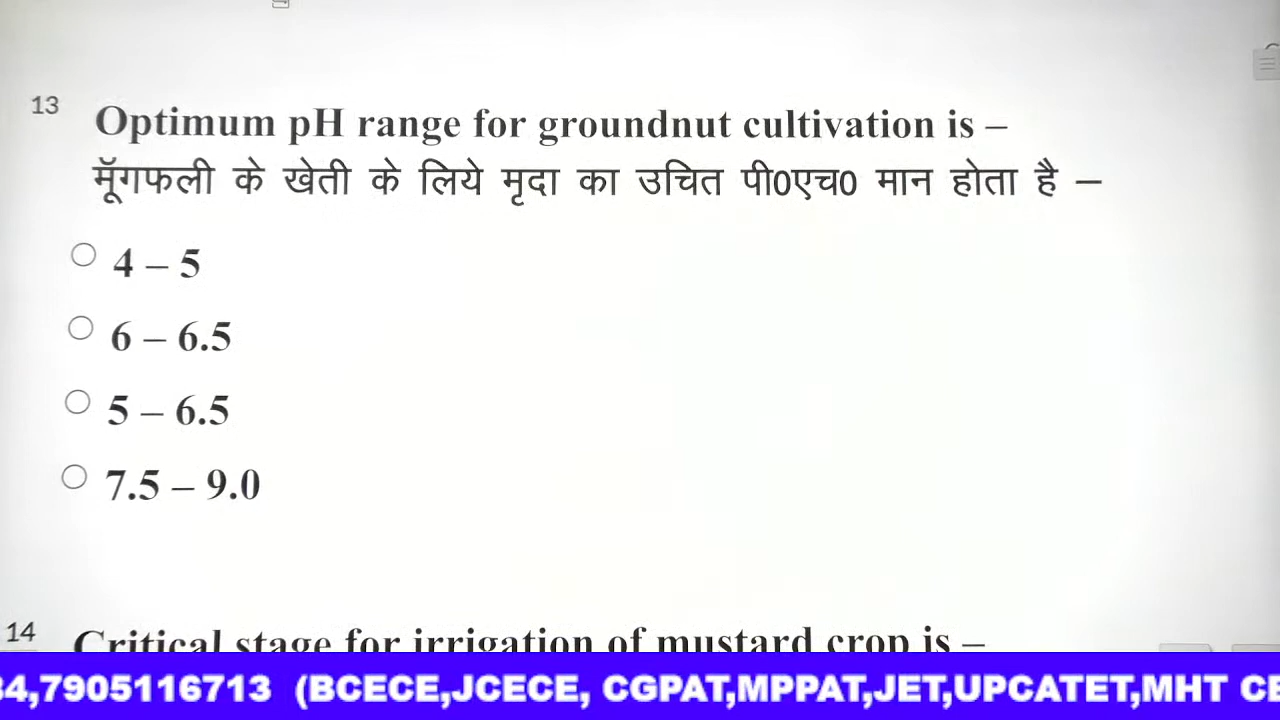 13
Optimum pH range for groundnut cultivation is –
मूॅगफली के खेती के लिये मृदा का उचित पी0एच0 मान होता है –
4 – 5
6 – 6.5
5 – 6.5
7.5 – 9.0
14
Critical stage for irrigation of mustard crop is –
34,7905116713 (BCECE,JCECE, CGPAT,MPPAT,JET,UPCATET,MHT CE